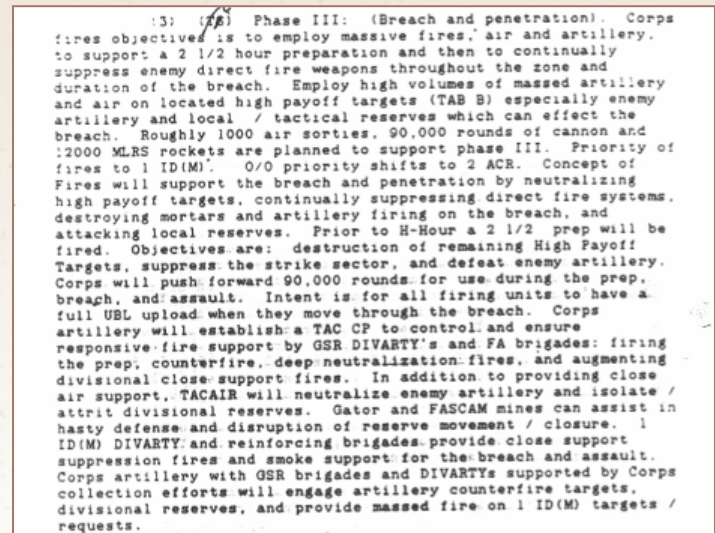 (3) (TS) Phase III: (Breach and penetration). Corps
fires objectives is to employ massive fires, air and artillery,
to support a 2 1/2 hour preparation and then to continually
suppress enemy direct fire weapons throughout the zone and
duration of the breach. Employ high volumes of massed artillery
and air on located high payoff targets (TAB B) especially enemy
artillery and local / tactical reserves which can effect the
breach. Roughly 1000 air sorties, 90,000 rounds of cannon and
12000 MLRS rockets are planned to support phase III. Priority of
fires to 1 ID(M). O/O priority shifts to 2 ACR. Concept of
Fires will support the breach and penetration by neutralizing
high payoff targets, continually suppressing direct fire systems,
destroying mortars and artillery firing on the breach, and
attacking local reserves. Prior to H-Hour a 2 1/2 prep will be
fired. Objectives are: destruction of remaining High Payoff
Targets, suppress the strike sector, and defeat enemy artillery.
Corps will push forward 90,000 rounds for use during the prep,
breach, and assault. Intent is for all firing units to have a
full UBL upload when they move through the breach. Corps
artillery will establish a TAC CP to control and ensure
responsive fire support by GSR DIVARTY's and FA brigades: firing
the prep, counterfire, deep neutralization fires, and augmenting
divisional close support fires. In addition to providing close
air support, TACAIR will neutralize enemy artillery and isolate /
attrit divisional reserves. Gator and FASCAM mines can assist in
hasty defense and disruption of reserve movement / closure. 1
ID(M) DIVARTY and reinforcing brigades provide close support
suppression fires and smoke support for the breach and assault.
Corps artillery with GSR brigades and DIVARTYs supported by Corps
collection efforts will engage artillery counterfire targets,
divisional reserves, and provide massed fire on 1 ID(M) targets /
requests.